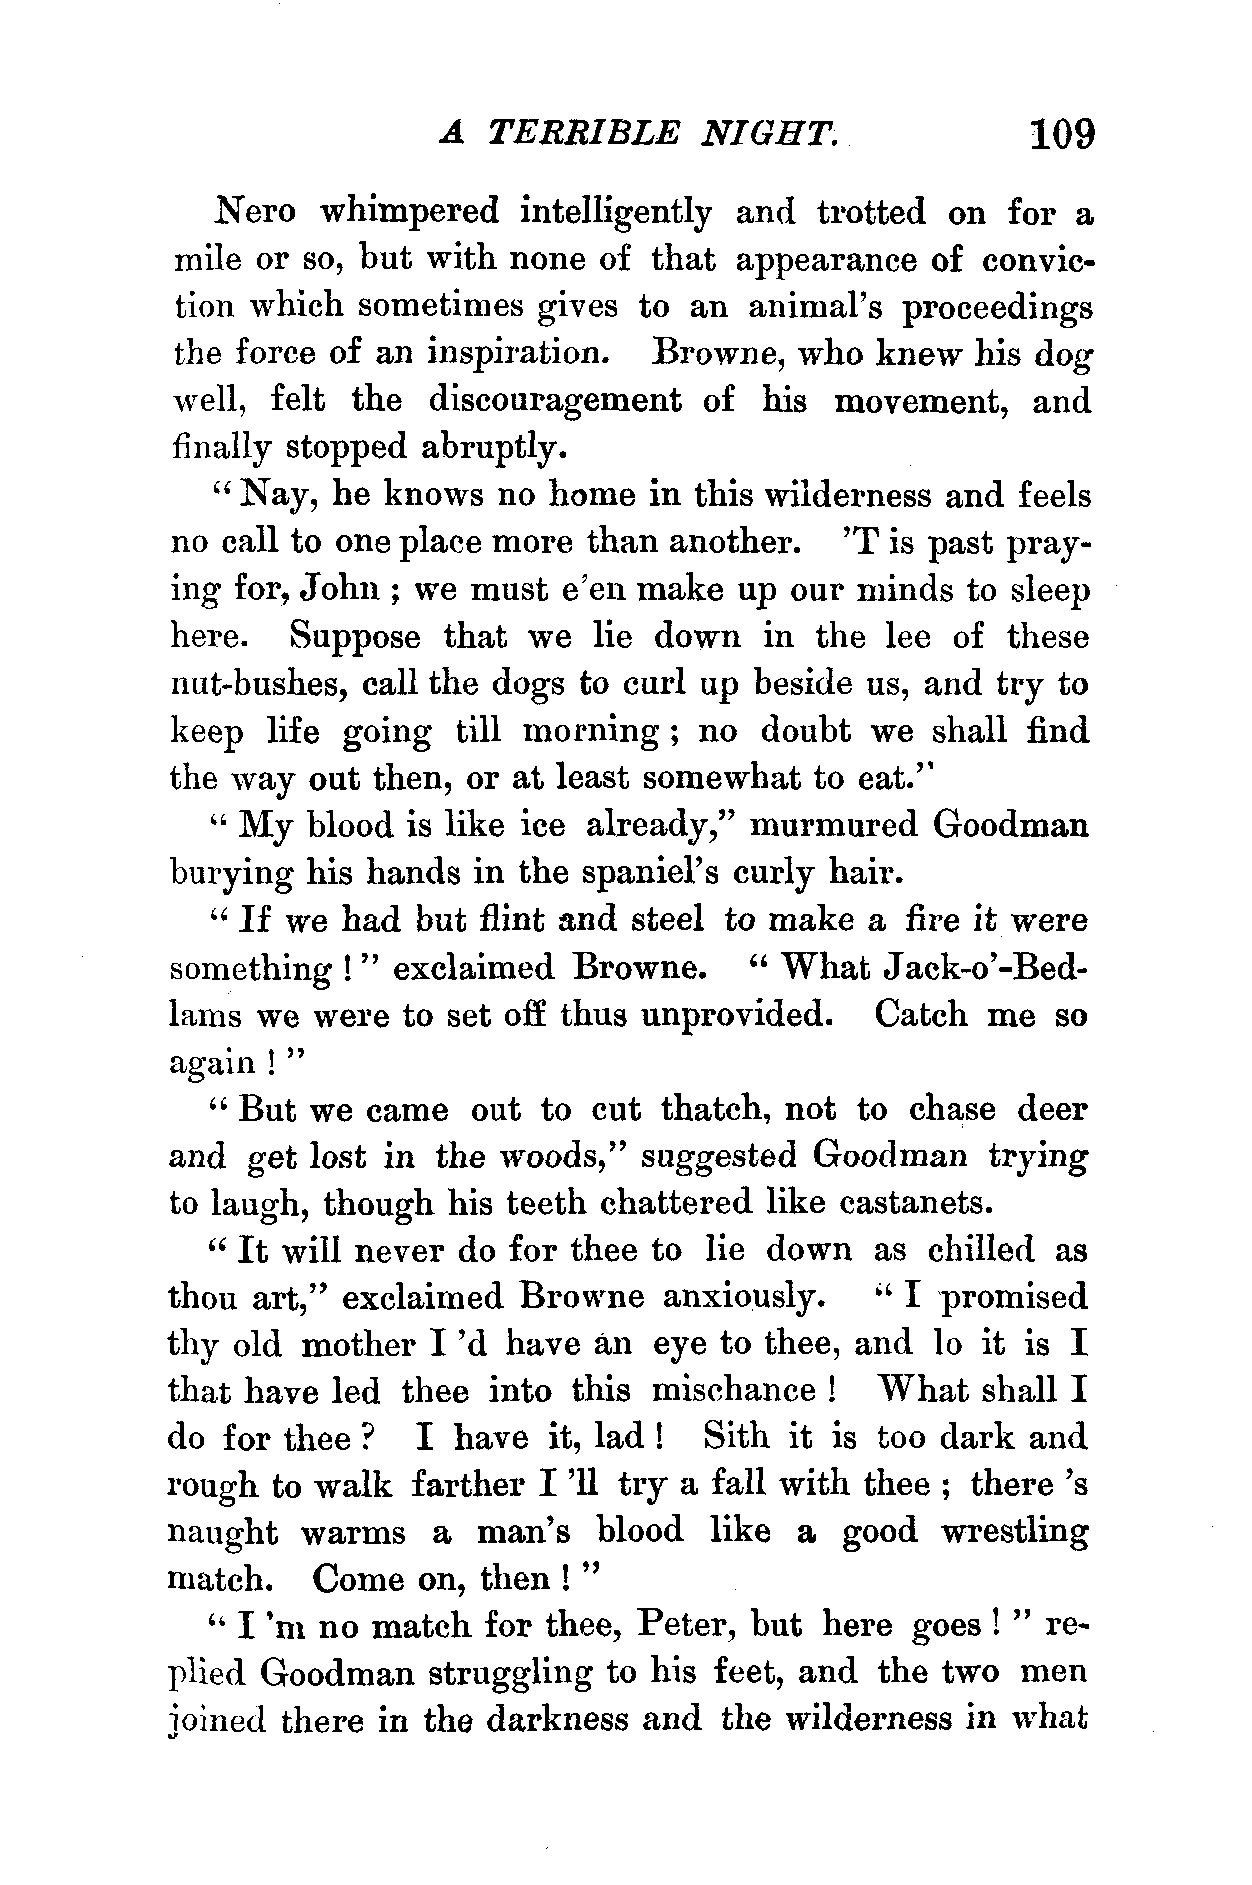 A TERRIBLE NIGHT. 109
Nero whimpered intelligently and trotted on for a
mile or so, but with none of that appearance of convic-
tion which sometimes gives to an animal's proceedings
the force of an inspiration. Browne, who knew his dog
well, felt the discouragement of his movement, and
finally stopped abruptly.
"Nay, he knows no home in this wilderness and feels
no call to one place more than another. 'T is past pray-
ing for, John ; we must e'en make up our minds to sleep
here. Suppose that we lie down in the lee of these
nut-bushes, call the dogs to curl up beside us, and try to
keep life going till morning ; no doubt we shall find
the way out then, or at least somewhat to eat."
" My blood is like ice already," murmured Goodman
burying his hands in the spaniel's curly hair.
" If we had but flint and steel to make a fire it were
something ! " exclaimed Browne. " What Jack-o'-Bed-
lams we were to set off thus unprovided. Catch me so
again ! "
" But we came out to cut thatch, not to chase deer
and get lost in the woods," suggested Goodman trying
to laugh, though his teeth chattered like castanets.
" It will never do for thee to lie down as chilled as
thou art," exclaimed Browne anxiously. " I promised
thy old mother I 'd have an eye to thee, and lo it is I
that have led thee into this mischance ! What shall I
do for thee ? I have it, lad ! Sith it is too dark and
rough to walk farther I 'll try a fall with thee ; there 's
naught warms a man's blood like a good wrestling
match. Come on, then ! "
" I 'm no match for thee, Peter, but here goes ! " re-
plied Goodman struggling to his feet, and the two men
joined there in the darkness and the wilderness in what